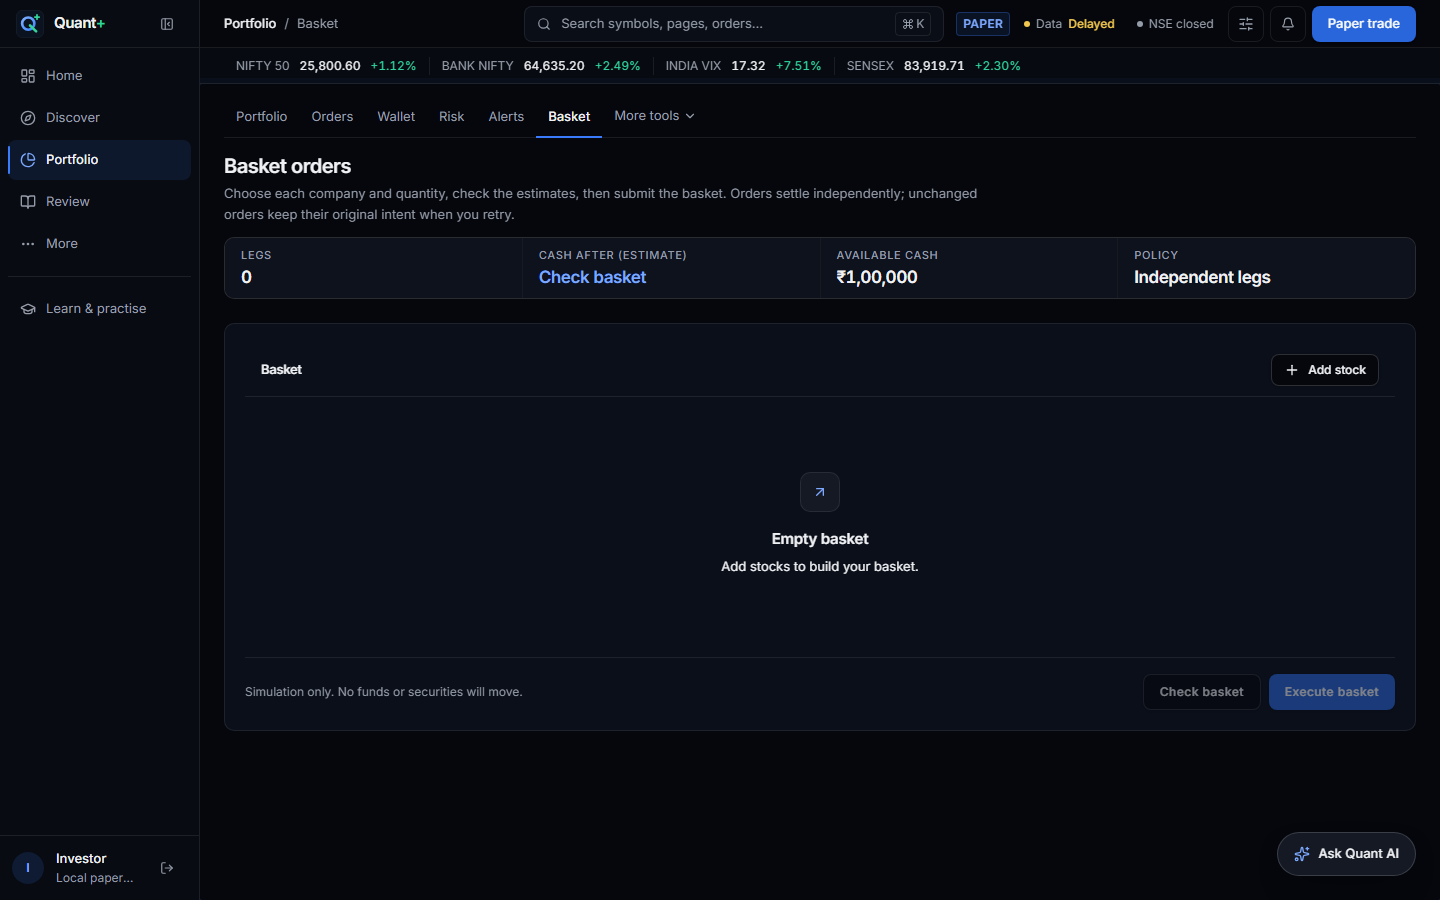 Quant+
Portfolio / Basket
Search symbols, pages, orders...
⌘ K
PAPER
Data Delayed
NSE closed
Paper trade
NIFTY 50 25,800.60 +1.12%
BANK NIFTY 64,635.20 +2.49%
INDIA VIX 17.32 +7.51%
SENSEX 83,919.71 +2.30%
Home
Discover
Portfolio
Review
More
Learn & practise
Portfolio
Orders
Wallet
Risk
Alerts
Basket
More tools
Basket orders
Choose each company and quantity, check the estimates, then submit the basket. Orders settle independently; unchanged
orders keep their original intent when you retry.
LEGS
0
CASH AFTER (ESTIMATE)
Check basket
AVAILABLE CASH
₹1,00,000
POLICY
Independent legs
Basket
Add stock
Empty basket
Add stocks to build your basket.
Simulation only. No funds or securities will move.
Check basket
Execute basket
I
Investor
Local paper...
Ask Quant AI